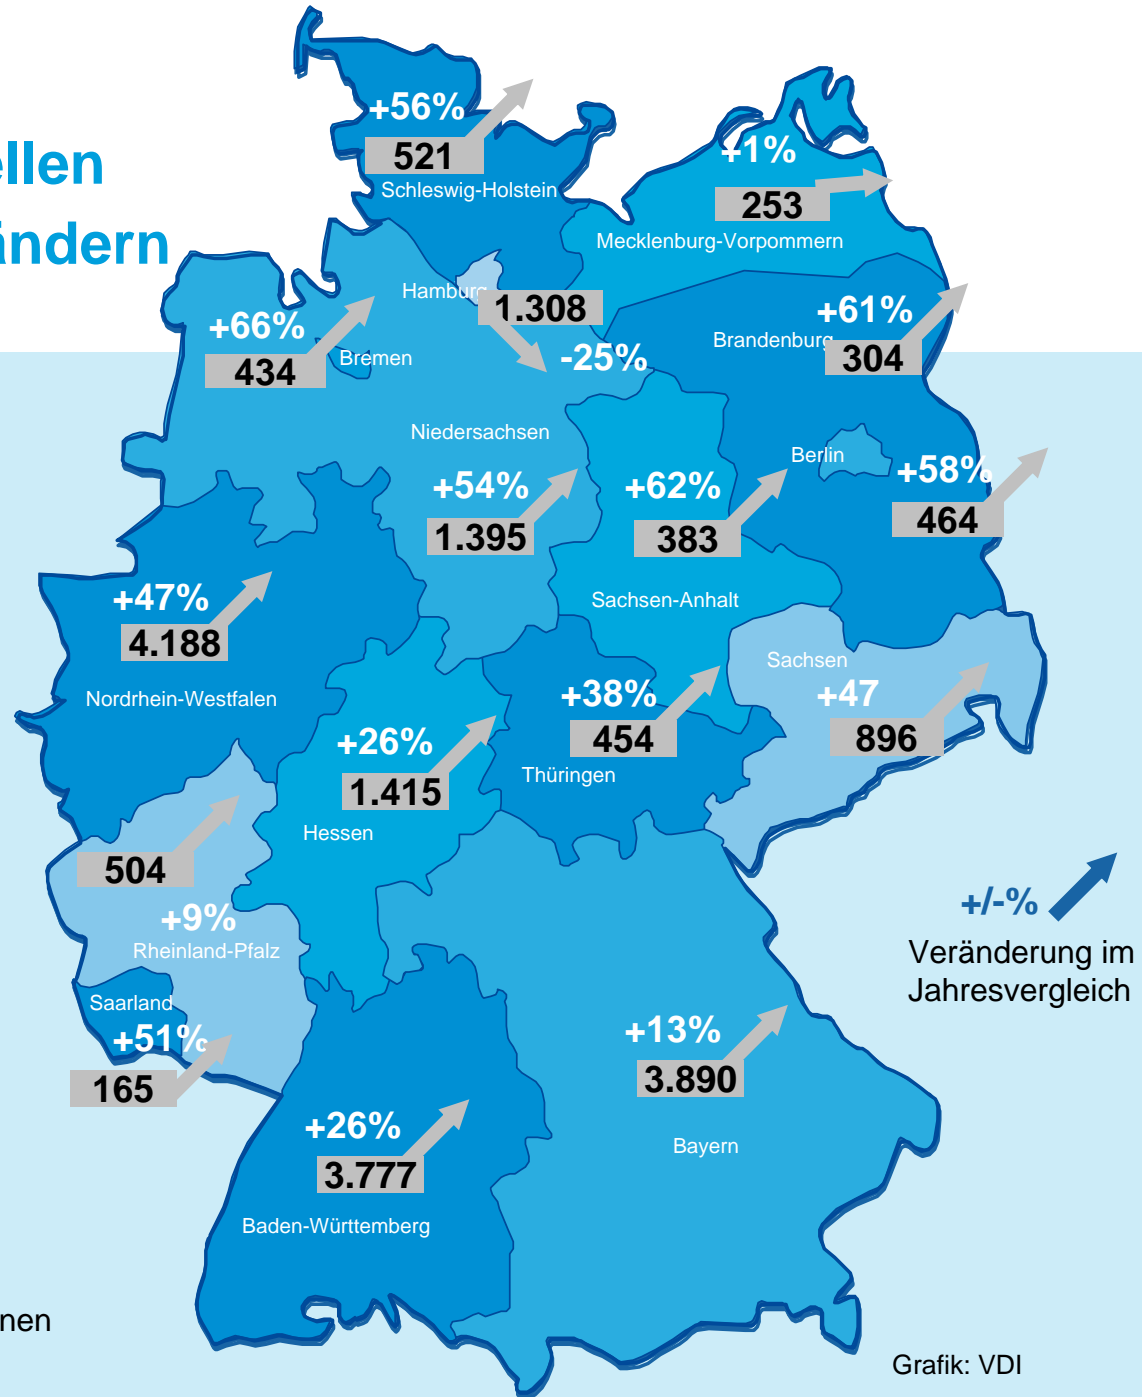 ellen
ändern
+56%
521
Schleswig-Holstein
+1%
253
Mecklenburg-Vorpommern
Hamburg
1.308
-25%
+66%
434
Bremen
+61%
Brandenburg
304
Niedersachsen
+54%
1.395
+62%
383
Sachsen-Anhalt
Berlin
+58%
464
+47%
4.188
Nordrhein-Westfalen
Sachsen
+47
896
+38%
454
Thüringen
+26%
1.415
Hessen
504
+9%
Rheinland-Pfalz
Saarland
+51%
165
+/-%
Veränderung im
Jahresvergleich
+13%
3.890
Bayern
+26%
3.777
Baden-Württemberg
nen
Grafik: VDI